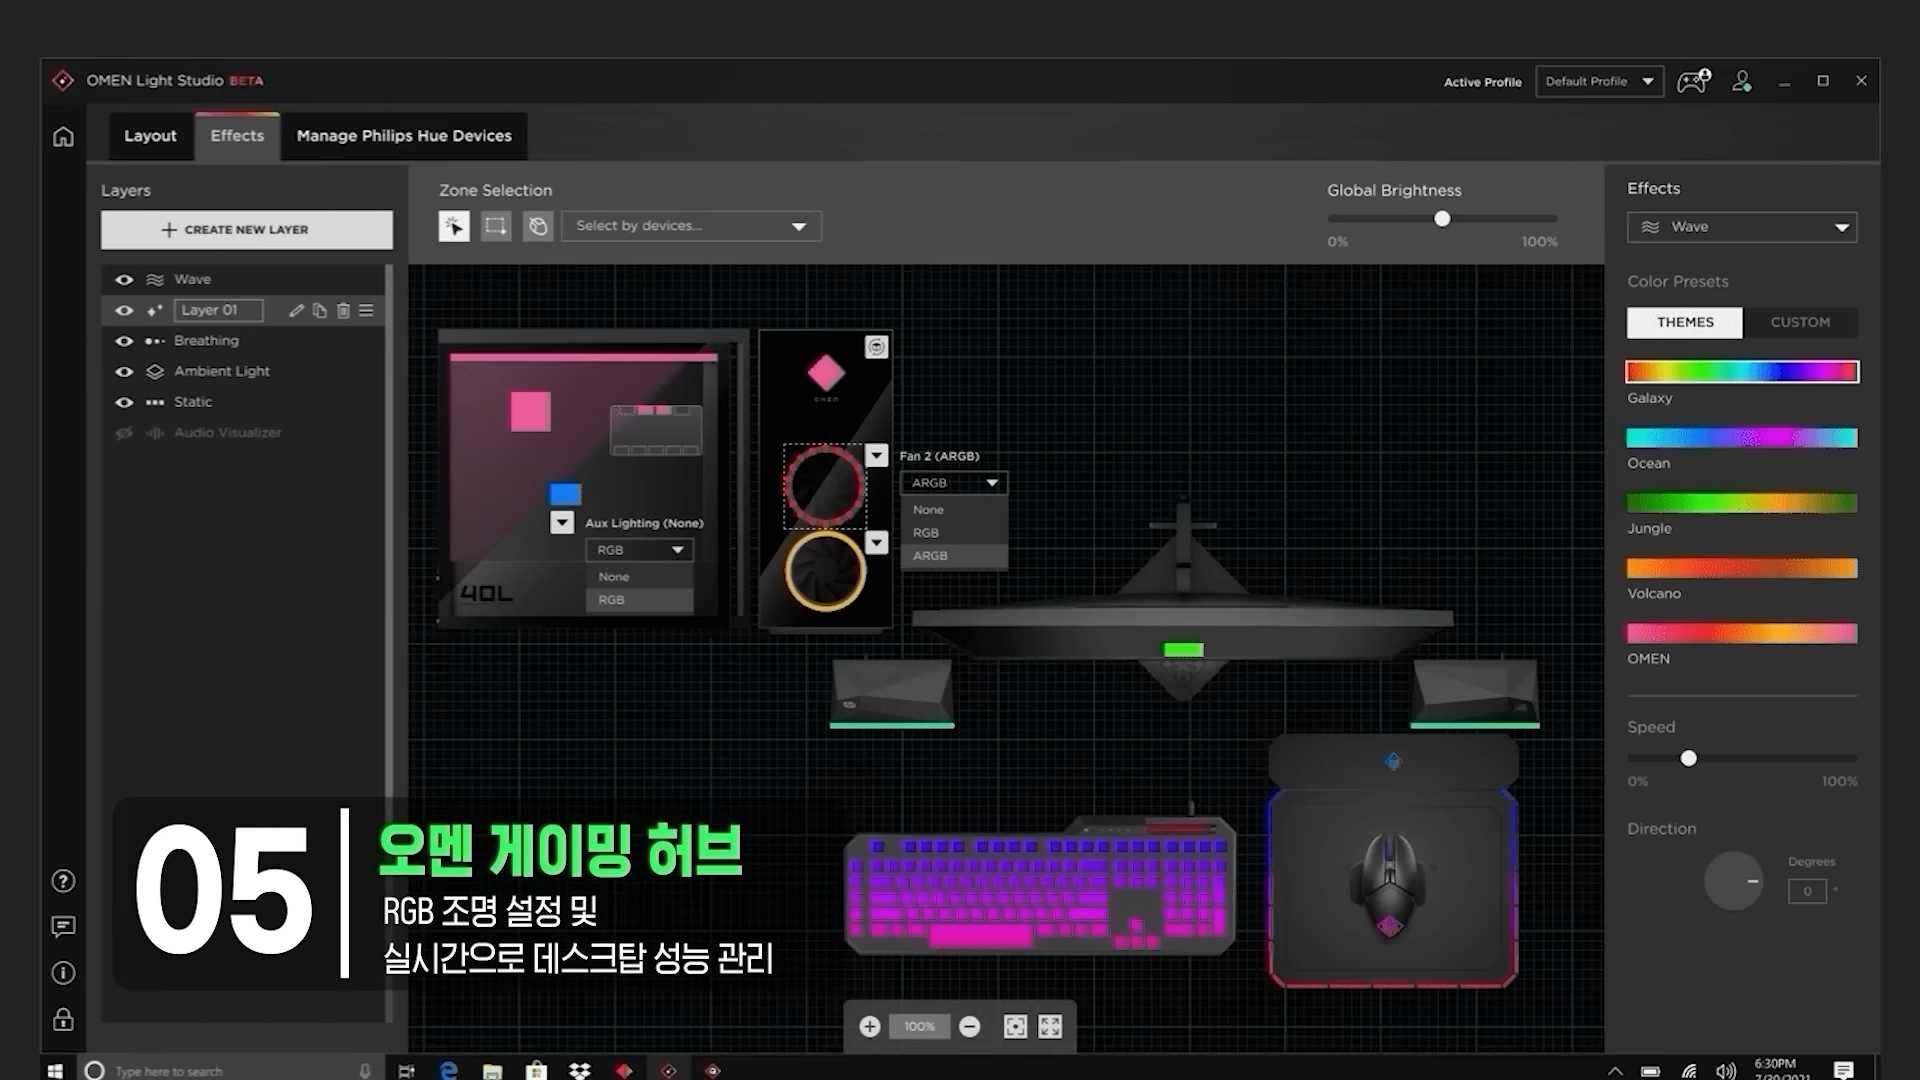 OMEN Light Studio BETA
Active Profile
Default Profile
Layout
Effects
Manage Philips Hue Devices
Layers
CREATE NEW LAYER
Wave
Layer 01
Breathing
Ambient Light
Static
Audio Visualizer
Zone Selection
Select by devices...
Global Brightness
0%
100%
OMEN
Fan 2 (ARGB)
ARGB
None
RGB
ARGB
Aux Lighting (None)
RGB
None
RGB
40L
Effects
Wave
Color Presets
THEMES
CUSTOM
Galaxy
Ocean
Jungle
Volcano
OMEN
Speed
0%
100%
Direction
Degrees
0 °
05
오멘 게이밍 허브
RGB 조명 설정 및
실시간으로 데스크탑 성능 관리
100%
Type here to search
6:30PM
7/30/2021